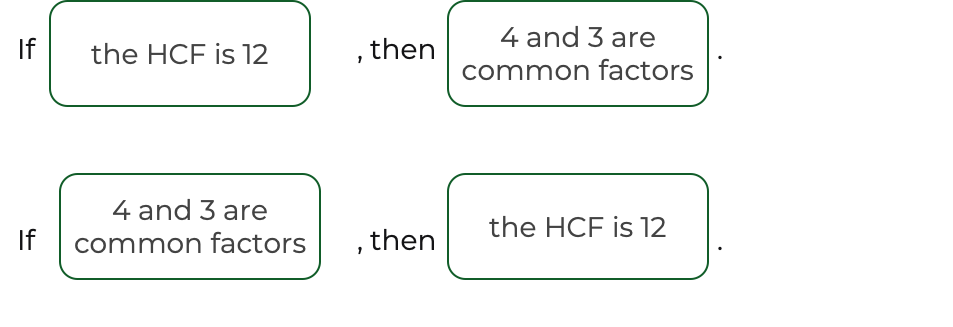 If the HCF is 12 , then 4 and 3 are
common factors .
If 4 and 3 are
common factors , then the HCF is 12 .